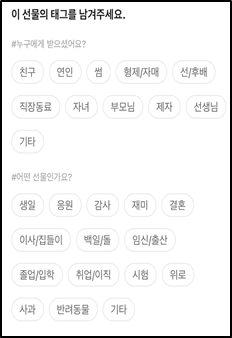 이 선물의 태그를 남겨주세요.
#누구에게 받으셨어요?
친구 연인 썸 형제/자매 선/후배
직장동료 자녀 부모님 제자 선생님
기타
#어떤 선물인가요?
생일 응원 감사 재미 결혼
이사/집들이 백일/돌 임신/출산
졸업/입학 취업/이직 시험 위로
사과 반려동물 기타